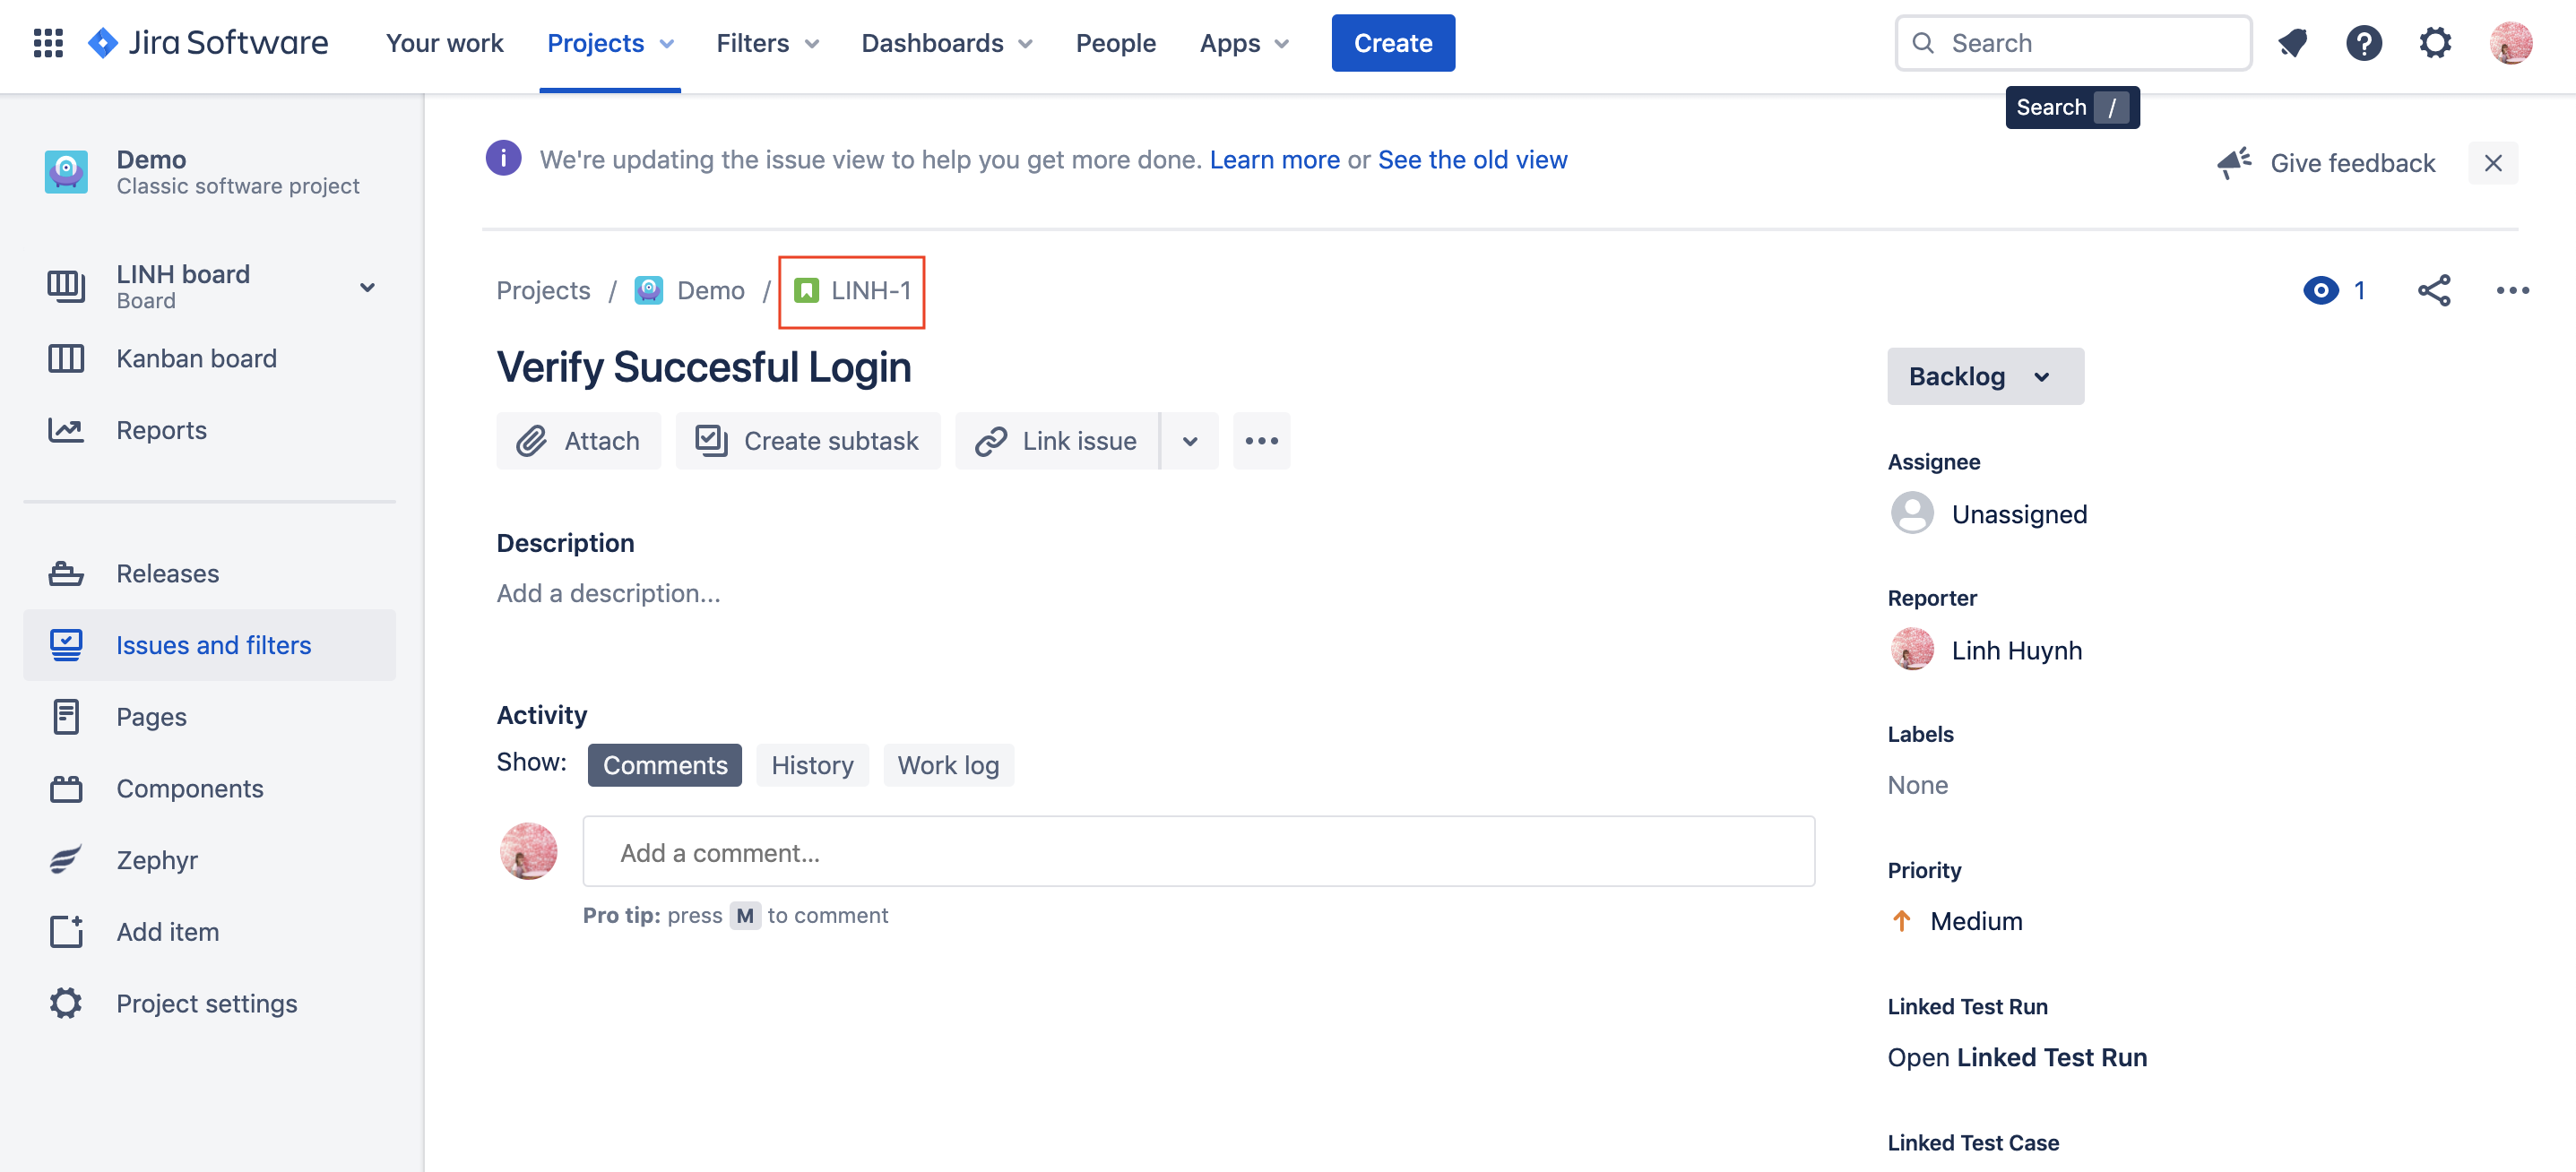 Jira Software Your work Projects Filters Dashboards People Apps Create Search
Search /
Demo
Classic software project
LINH board
Board
Kanban board
Reports
Releases
Issues and filters
Pages
Components
Zephyr
Add item
Project settings
We're updating the issue view to help you get more done. Learn more or See the old view
Give feedback
Projects / Demo / LINH-1
1
Verify Succesful Login
Attach Create subtask Link issue
Description
Add a description...
Activity
Show: Comments History Work log
Add a comment...
Pro tip: press M to comment
Backlog
Assignee
Unassigned
Reporter
Linh Huynh
Labels
None
Priority
Medium
Linked Test Run
Open Linked Test Run
Linked Test Case